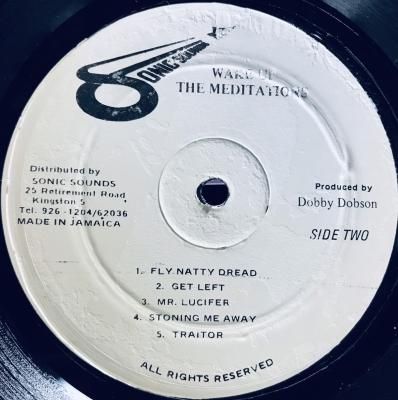 SONIC SOUNDS
WAKE UP
THE MEDITATIONS
Distributed by
SONIC SOUNDS
25 Retirement Road
Kingston 5
Tel. 926-1204/62036
MADE IN JAMAICA
Produced by
Dobby Dobson
SIDE TWO
1. FLY NATTY DREAD
2. GET LEFT
3. MR. LUCIFER
4. STONING ME AWAY
5. TRAITOR
ALL RIGHTS RESERVED